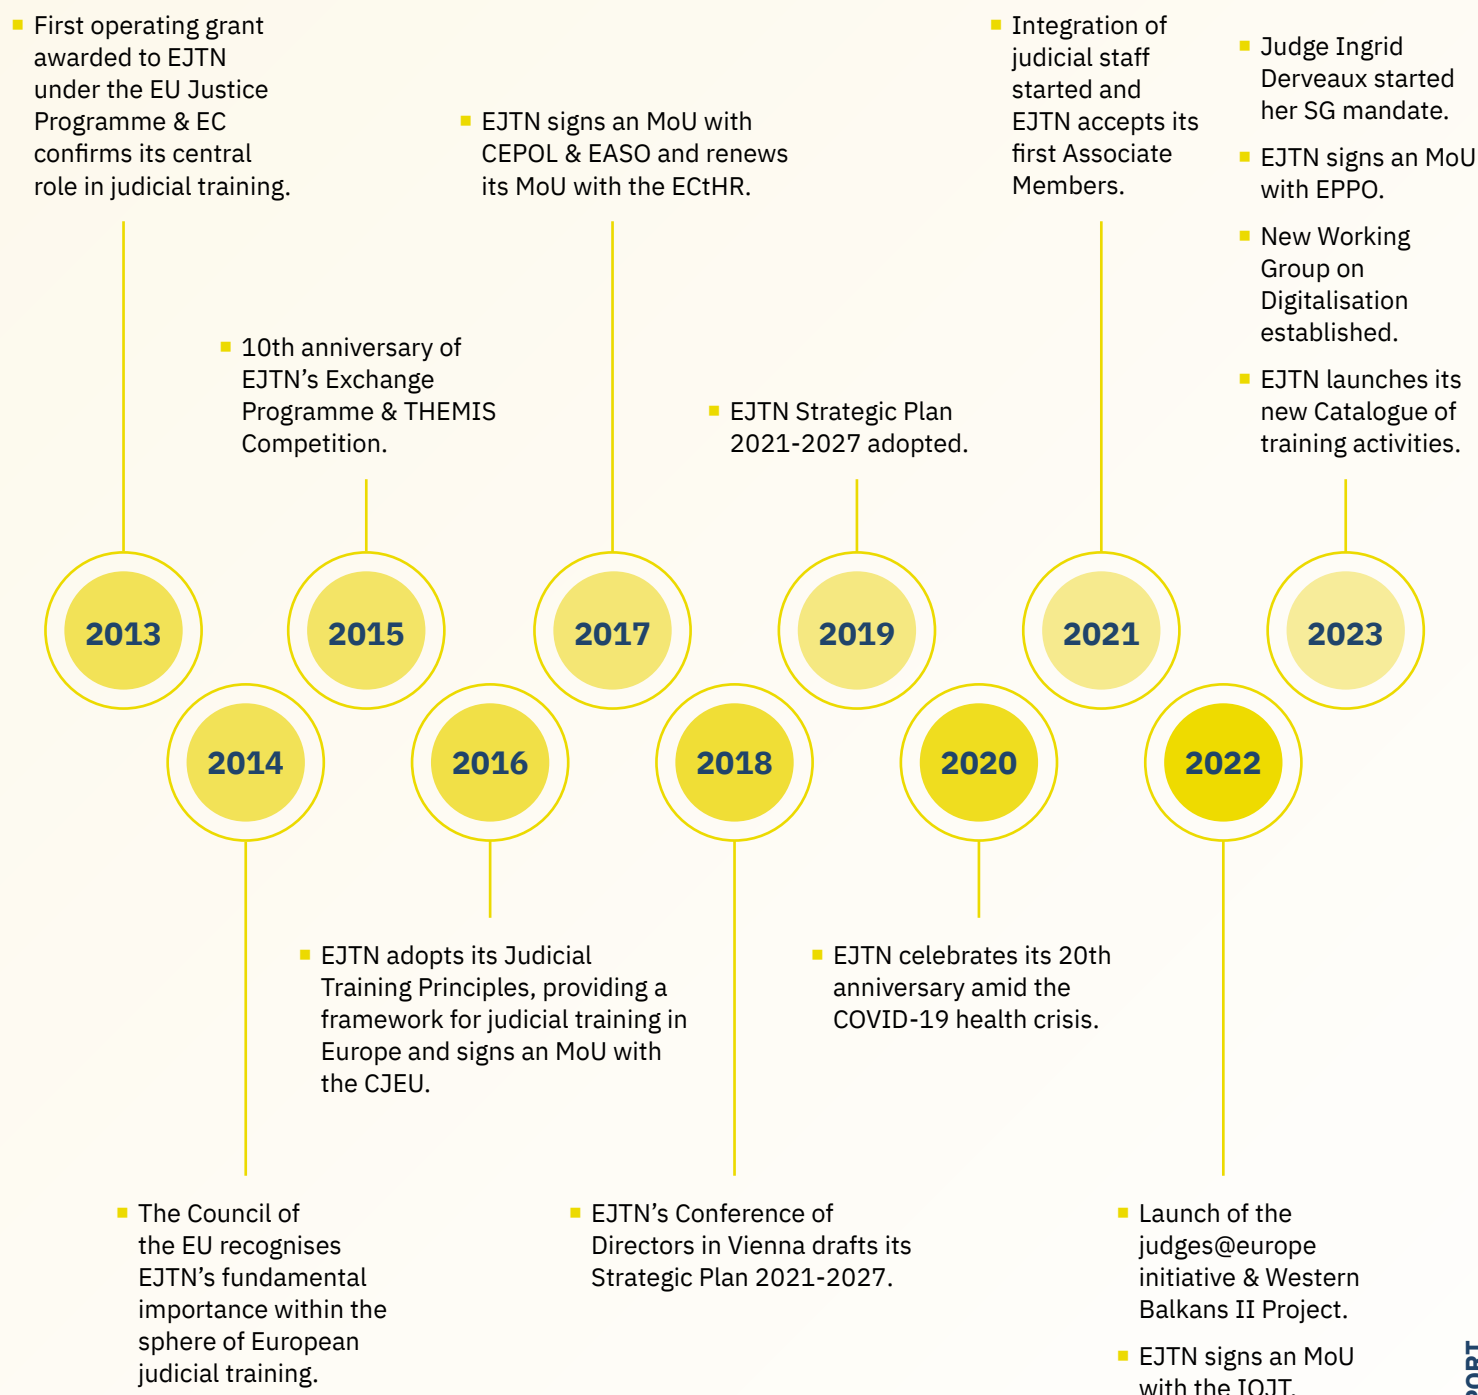 First operating grant
awarded to EJTN
under the EU Justice
Programme & EC
confirms its central
role in judicial training.
EJTN signs an MoU with
CEPOL & EASO and renews
its MoU with the ECtHR.
Integration of
judicial staff
started and
EJTN accepts its
first Associate
Members.
Judge Ingrid
Derveaux started
her SG mandate.
EJTN signs an MoU
with EPPO.
New Working
Group on
Digitalisation
established.
EJTN launches its
new Catalogue of
training activities.
10th anniversary of
EJTN’s Exchange
Programme & THEMIS
Competition.
EJTN Strategic Plan
2021-2027 adopted.
2013
2015
2017
2019
2021
2023
2014
2016
2018
2020
2022
EJTN adopts its Judicial
Training Principles, providing a
framework for judicial training in
Europe and signs an MoU with
the CJEU.
EJTN celebrates its 20th
anniversary amid the
COVID-19 health crisis.
The Council of
the EU recognises
EJTN’s fundamental
importance within the
sphere of European
judicial training.
EJTN’s Conference of
Directors in Vienna drafts its
Strategic Plan 2021-2027.
Launch of the
judges@europe
initiative & Western
Balkans II Project.
EJTN signs an MoU
with the IOJT.